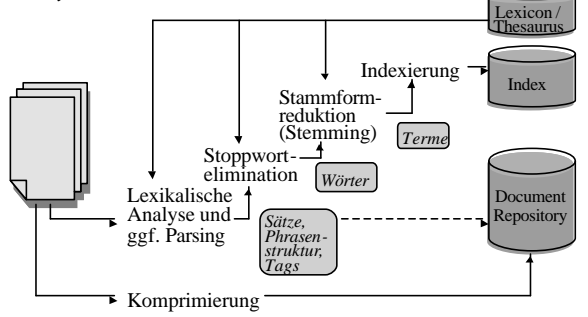 Lexicon /
Thesaurus
Indexierung
Index
Stammform-
reduktion
(Stemming)
Terme
Stoppwort-
elimination
Wörter
Lexikalische
Analyse und
ggf. Parsing
Sätze,
Phrasen-
struktur,
Tags
Document
Repository
Komprimierung